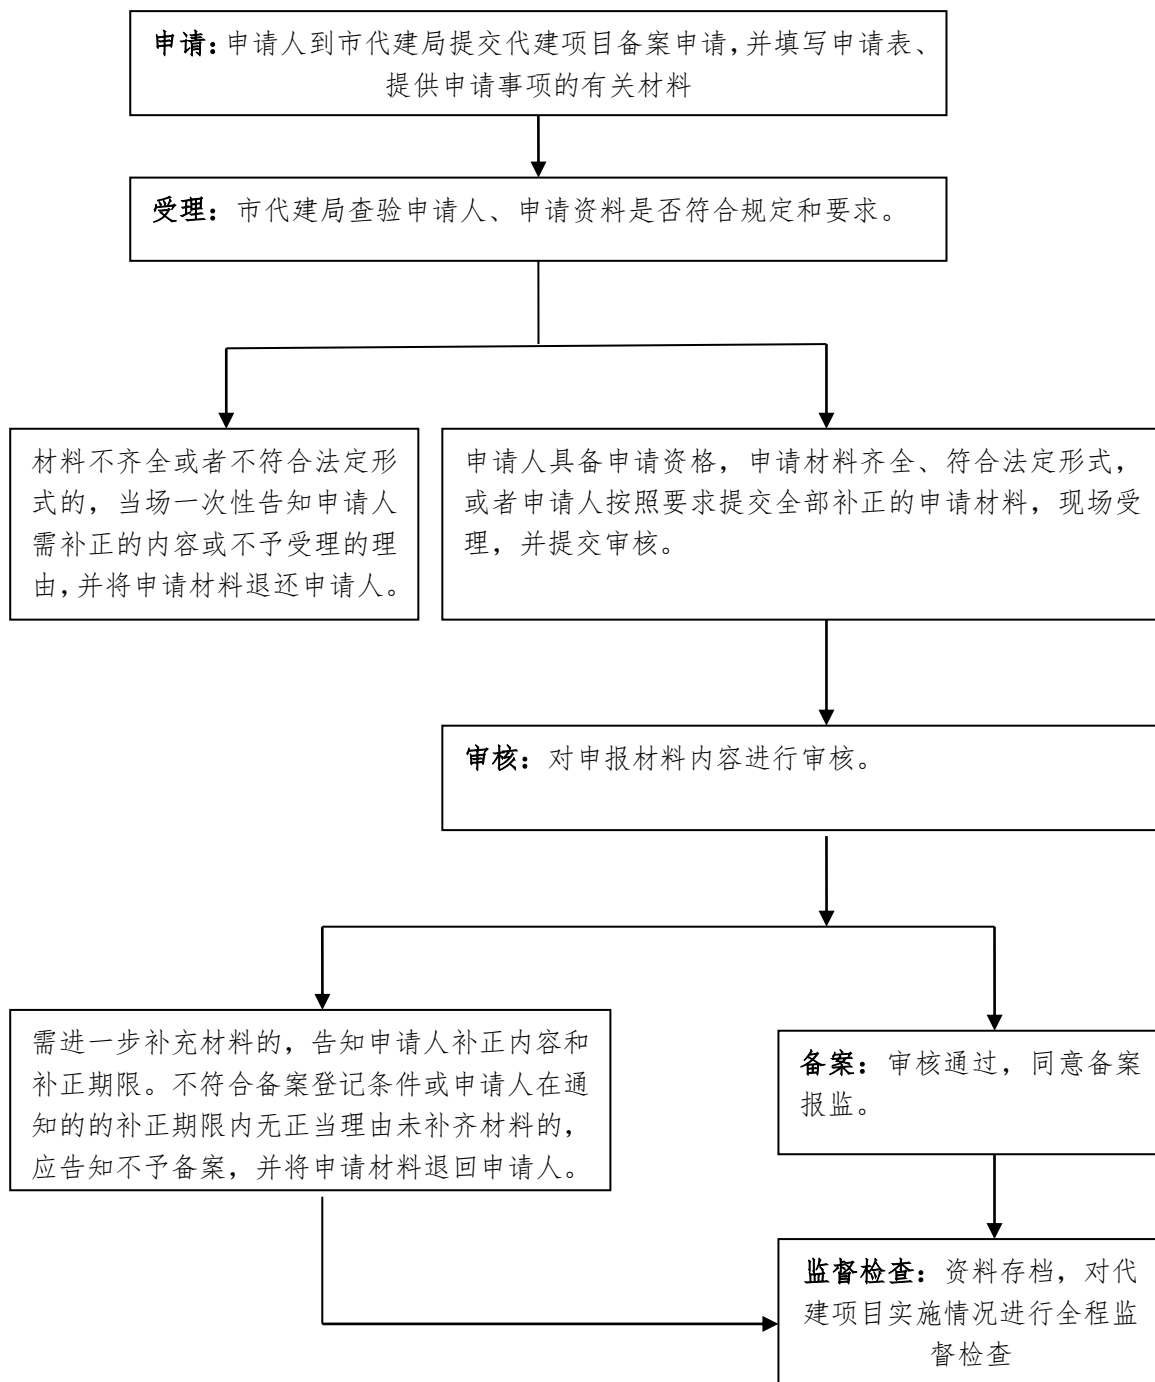 申请：申请人到市代建局提交代建项目备案申请，并填写申请表、
提供申请事项的有关材料
受理：市代建局查验申请人、申请资料是否符合规定和要求。
材料不齐全或者不符合法定形
式的，当场一次性告知申请人
需补正的内容或不予受理的理
由，并将申请材料退还申请人。
申请人具备申请资格，申请材料齐全、符合法定形式，
或者申请人按照要求提交全部补正的申请材料，现场受
理，并提交审核。
审核：对申报材料内容进行审核。
需进一步补充材料的，告知申请人补正内容和
补正期限。不符合备案登记条件或申请人在通
知的的补正期限内无正当理由未补齐材料的，
应告知不予备案，并将申请材料退回申请人。
备案：审核通过，同意备案
报监。
监督检查：资料存档，对代
建项目实施情况进行全程监
督检查